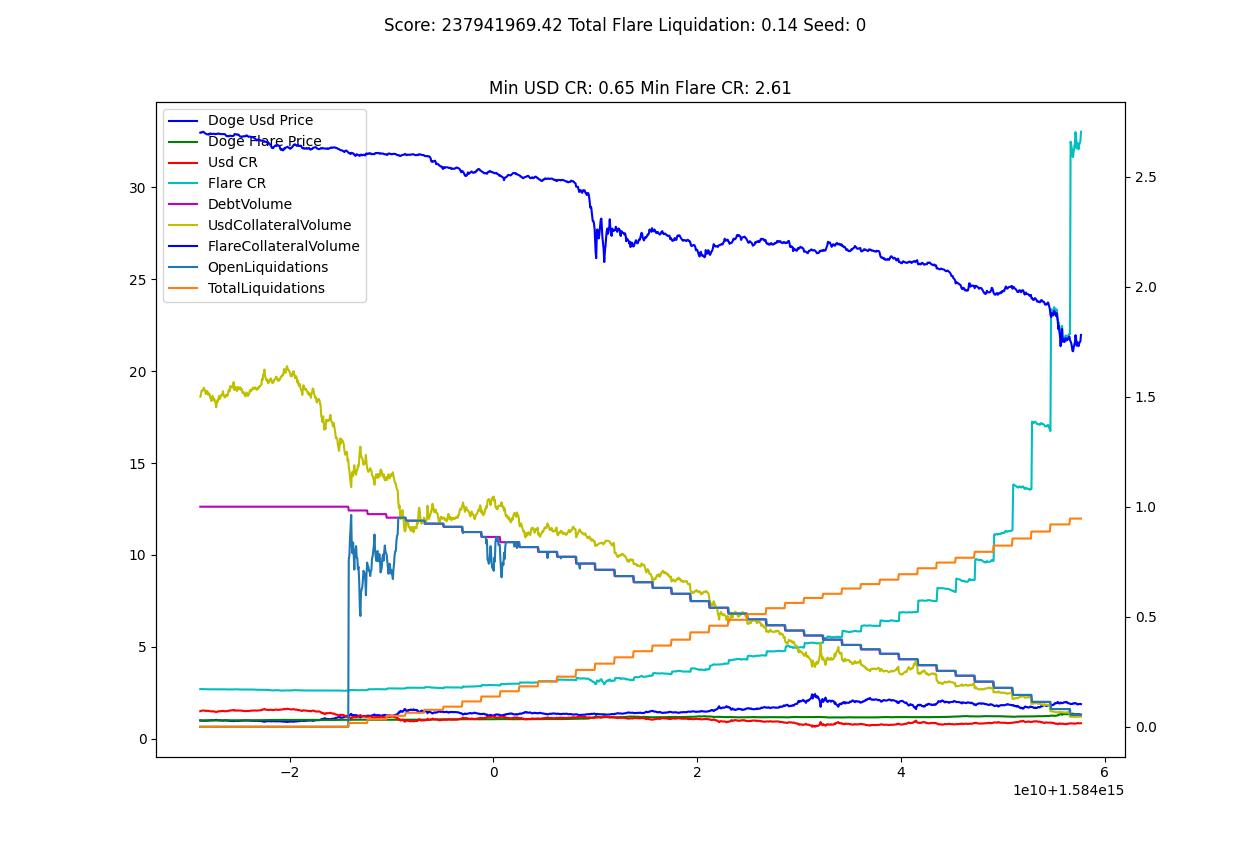 Score: 237941969.42 Total Flare Liquidation: 0.14 Seed: 0
Min USD CR: 0.65 Min Flare CR: 2.61
Doge Usd Price
Doge Flare Price
Usd CR
Flare CR
DebtVolume
UsdCollateralVolume
FlareCollateralVolume
OpenLiquidations
TotalLiquidations
30
25
20
15
10
5
0
2.5
2.0
1.5
1.0
0.5
0.0
−2
0
2
4
6
1e10+1.584e15